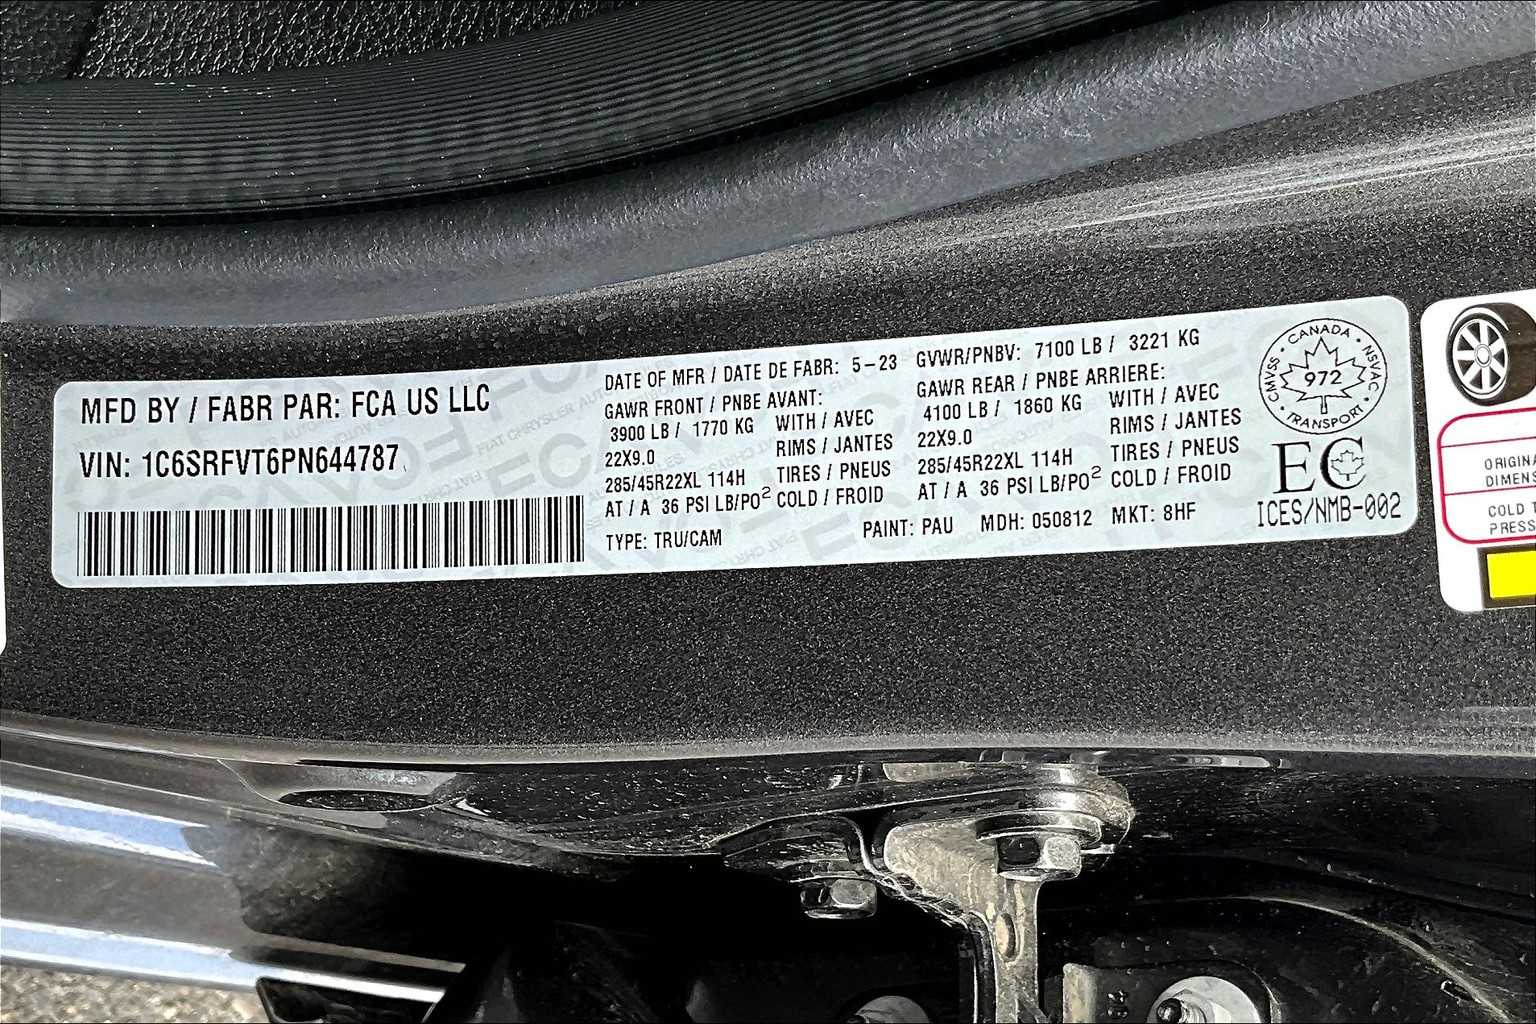 MFD BY / FABR PAR: FCA US LLC
VIN: 1C6SRFVT6PN644787
DATE OF MFR / DATE DE FABR: 5-23
GAWR FRONT / PNBE AVANT:
3900 LB / 1770 KG WITH / AVEC
22X9.0 RIMS / JANTES
285/45R22XL 114H TIRES / PNEUS
AT / A 36 PSI LB/PO² COLD / FROID
TYPE: TRU/CAM
GVWR/PNBV: 7100 LB / 3221 KG
GAWR REAR / PNBE ARRIERE:
4100 LB / 1860 KG WITH / AVEC
22X9.0 RIMS / JANTES
285/45R22XL 114H TIRES / PNEUS
AT / A 36 PSI LB/PO² COLD / FROID
PAINT: PAU MDH: 050812 MKT: 8HF
CANADA
CMVSS 972 NSVAC
TRANSPORT
EC
ICES/NMB-002
COLD